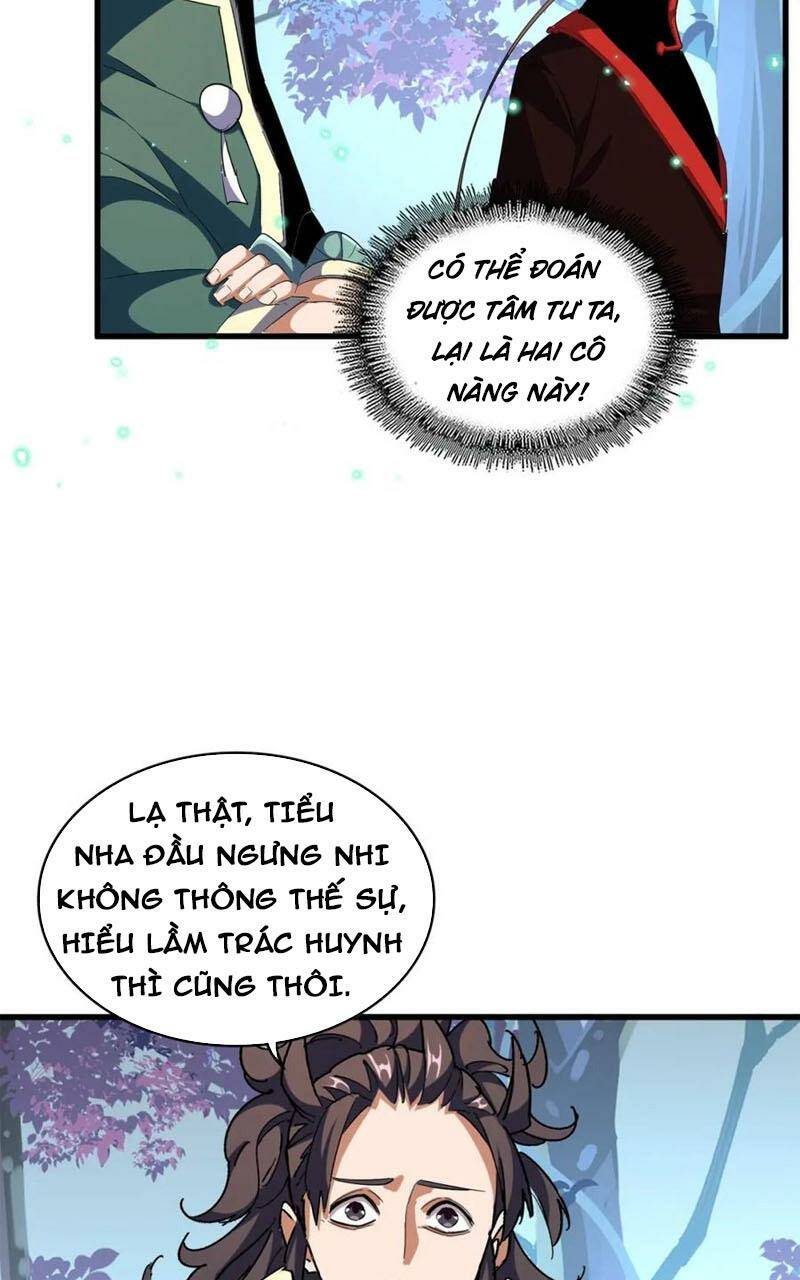 CÓ THỂ ĐOÁN
ĐƯỢC TÂM TƯ TA,
LẠI LÀ HAI CÔ
NÀNG NÀY!
LẠ THẬT, TIỂU
NHA ĐẦU NGƯNG NHI
KHÔNG THÔNG THẾ SỰ,
HIỂU LẦM TRÁC HUYNH
THÌ CŨNG THÔI.